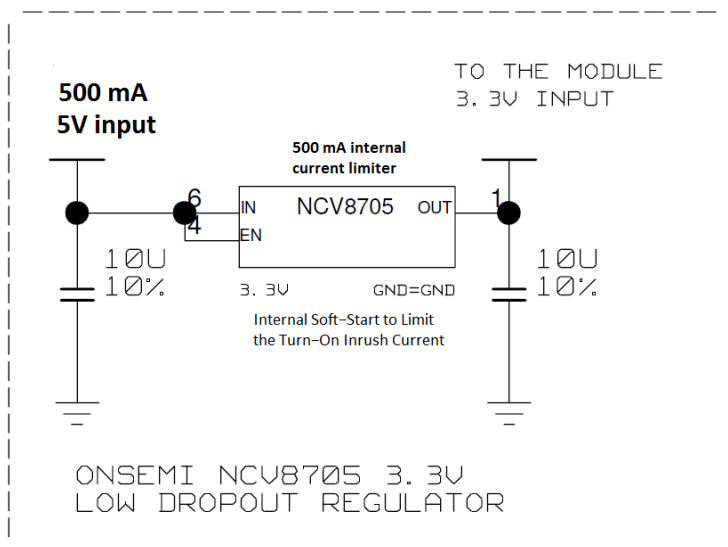 TO THE MODULE
3.3V INPUT
500 mA
5V input
500 mA internal
current limiter
6
1
IN
NCV8705
OUT
4
EN
10U
10%
10U
10%
3.3V
GND=GND
Internal Soft−Start to Limit
the Turn−On Inrush Current
ONSEMI NCV8705 3.3V
LOW DROPOUT REGULATOR